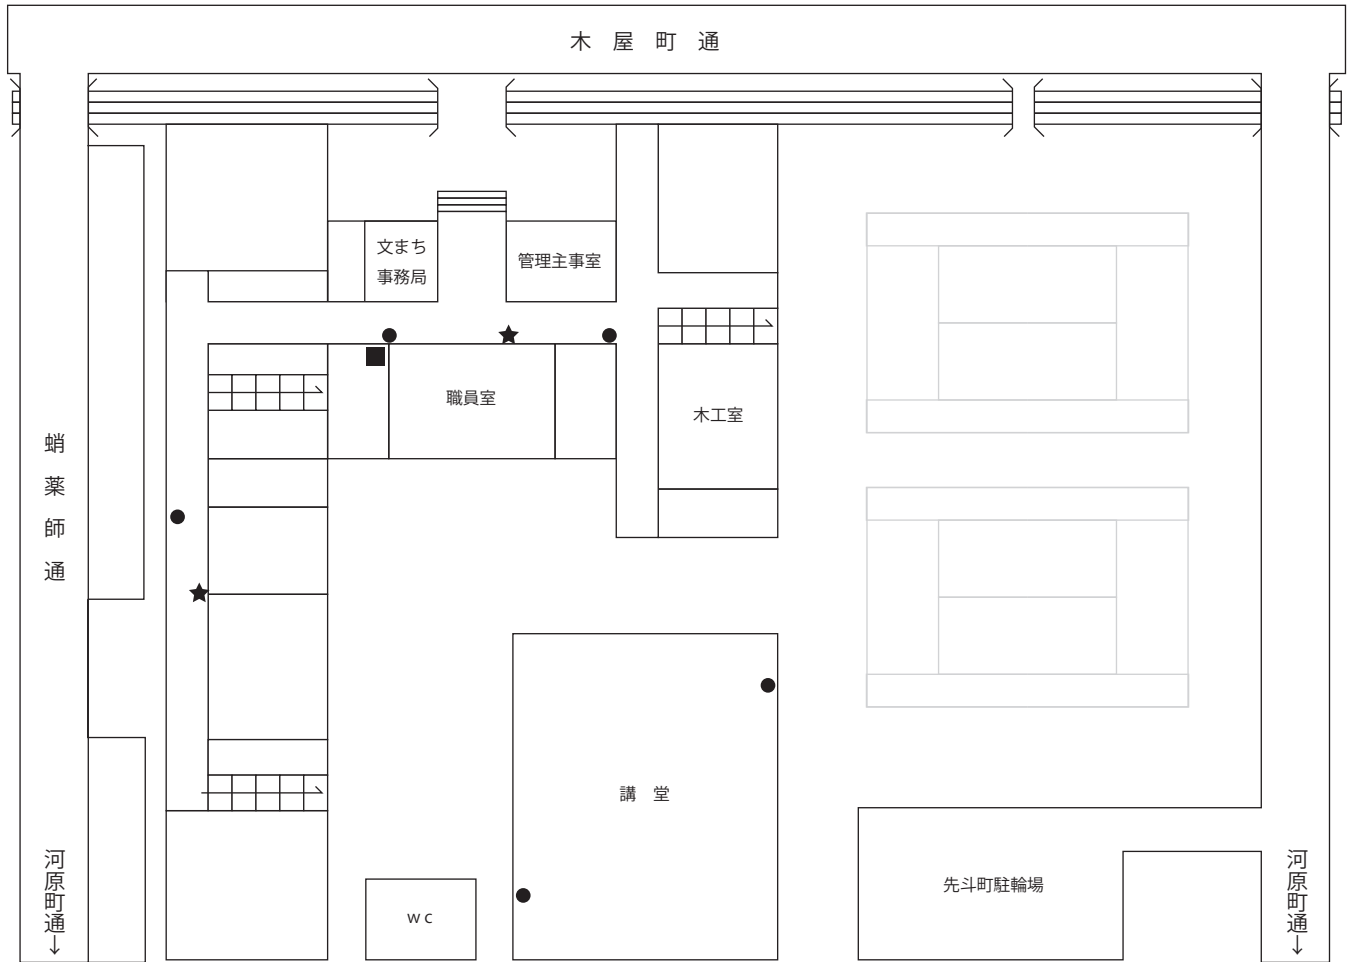 木屋町通
文まち
事務局
管理主事室
職員室
木工室
蛸薬師通
講堂
河原町通↓
wc
先斗町駐輪場
河原町通↓